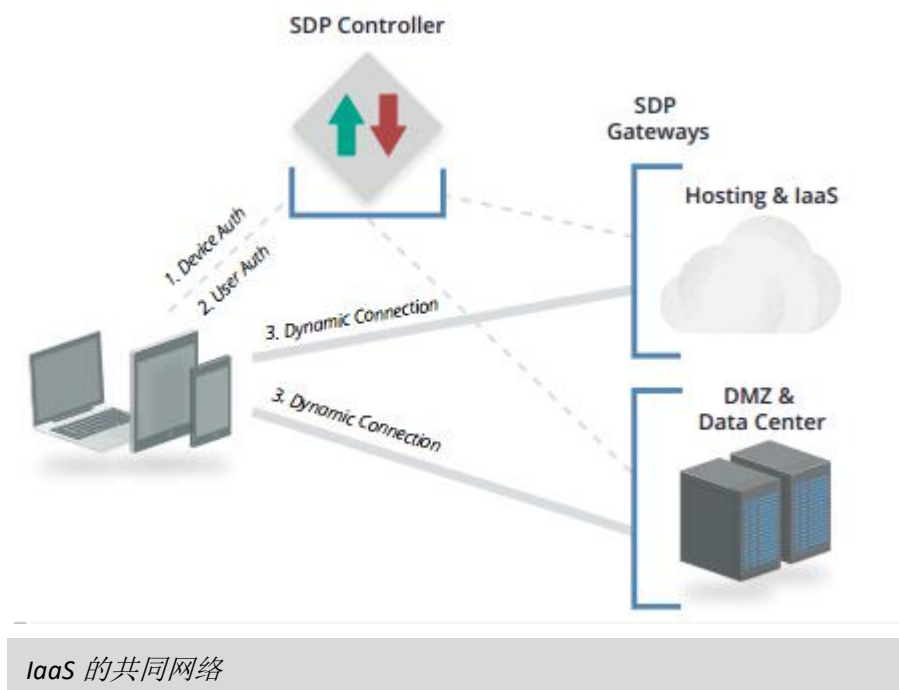 SDP Controller
SDP
Gateways
Hosting & IaaS
1. Device Auth
2. User Auth
3. Dynamic Connection
3. Dynamic Connection
DMZ &
Data Center
IaaS 的共同网络